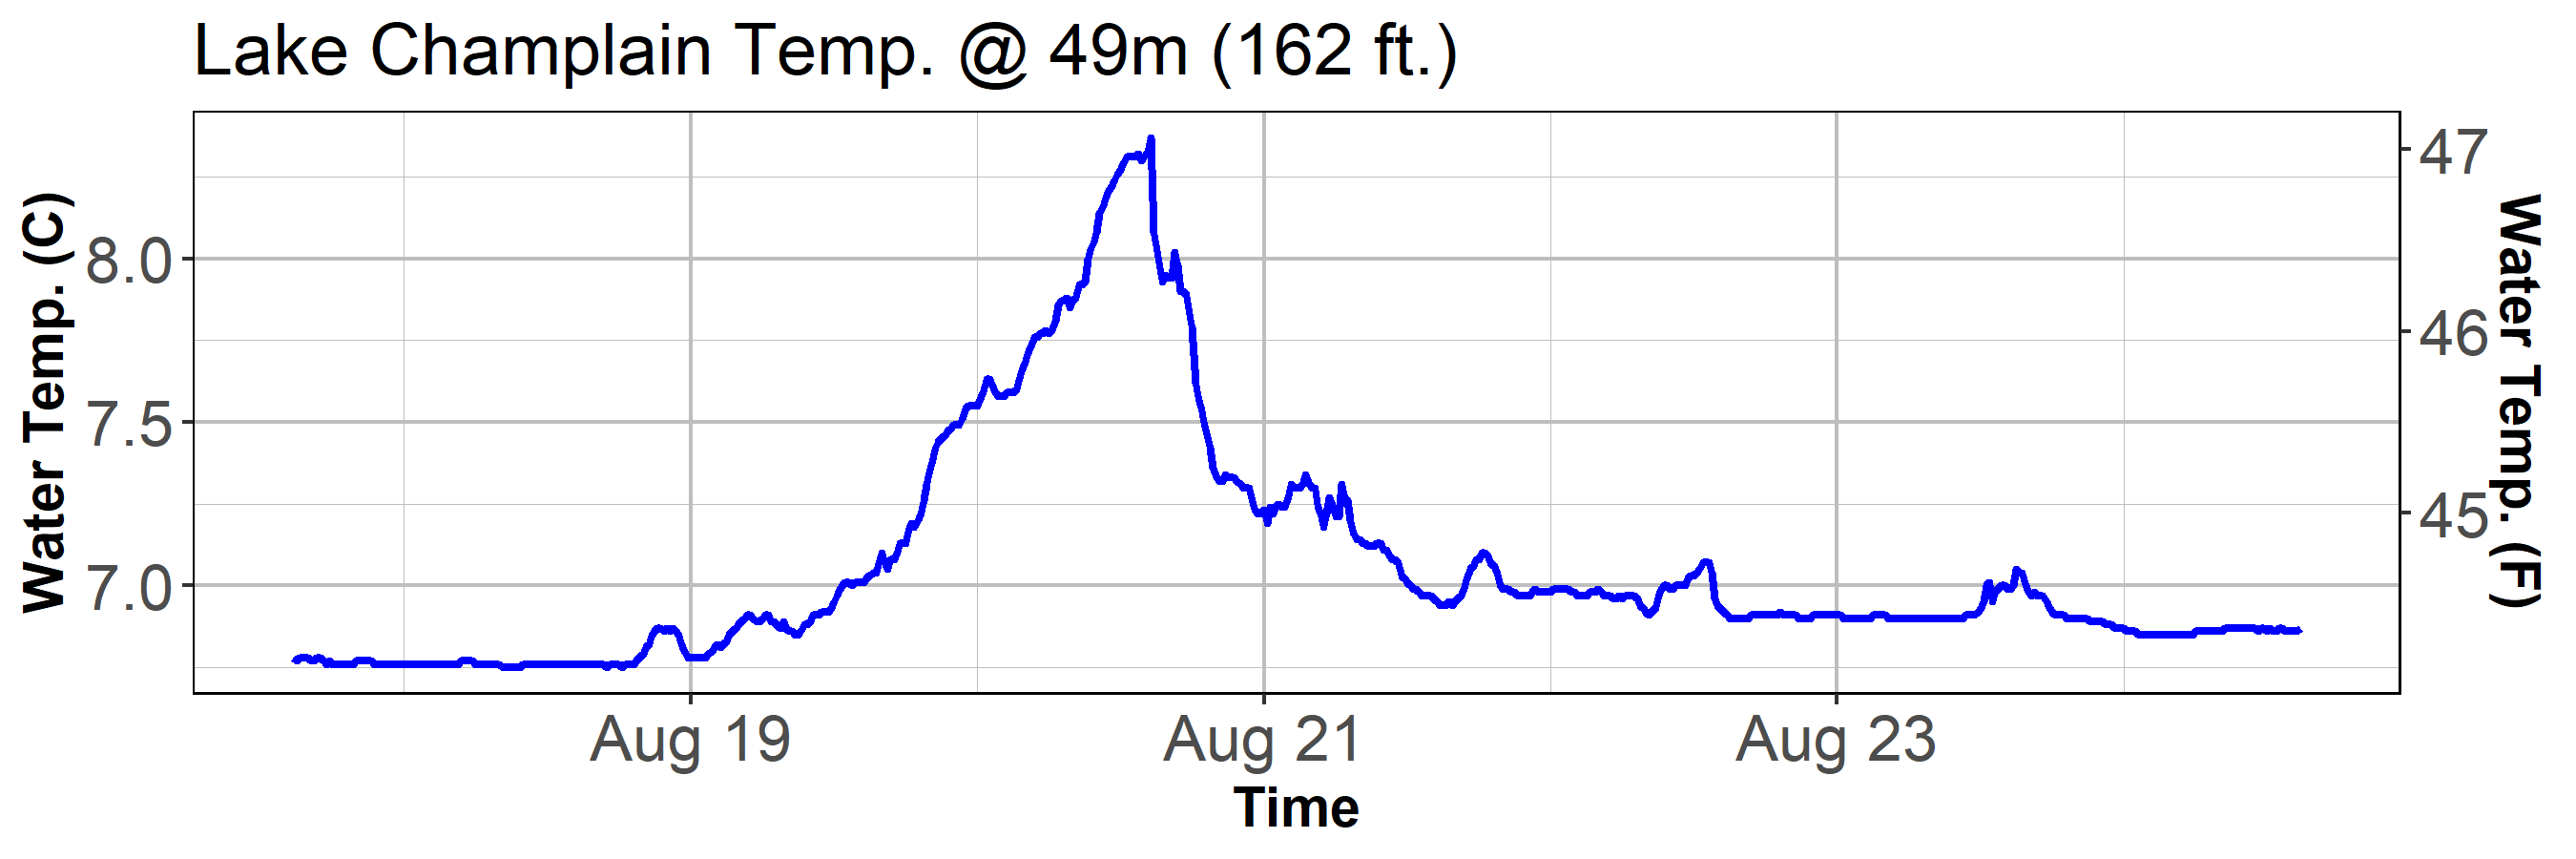 Lake Champlain Temp. @ 49m (162 ft.)
Water Temp. (C)
8.0
7.5
7.0
47
46
45
Water Temp. (F)
Aug 19
Aug 21
Aug 23
Time